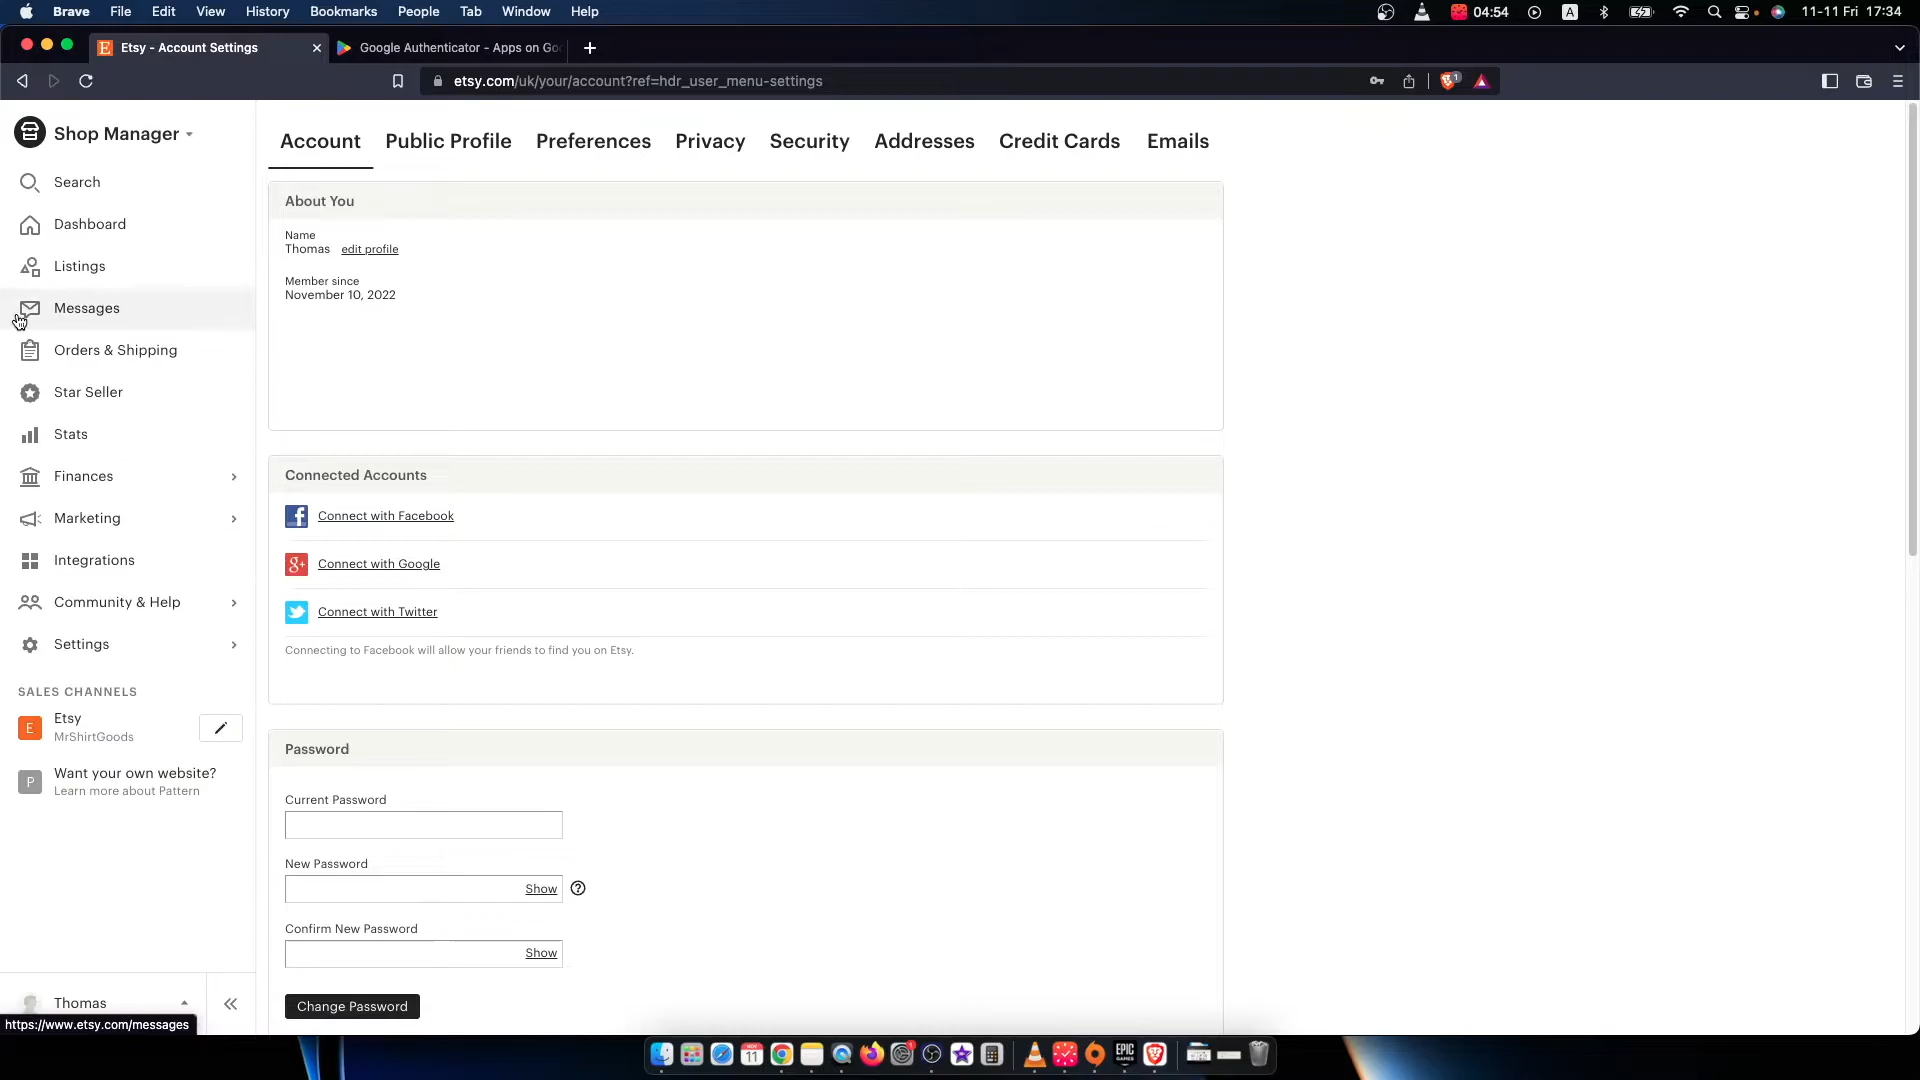 Brave File Edit View History Bookmarks People Tab Window Help
04:54 A 11-11 Fri 17:34
Etsy - Account Settings
Google Authenticator - Apps on Go
etsy.com/uk/your/account?ref=hdr_user_menu-settings
1
Shop Manager
Search
Dashboard
Listings
Messages
Orders & Shipping
Star Seller
Stats
Finances
Marketing
Integrations
Community & Help
Settings
SALES CHANNELS
E
Etsy
MrShirtGoods
P
Want your own website?
Learn more about Pattern
Thomas
https://www.etsy.com/messages
Account Public Profile Preferences Privacy Security Addresses Credit Cards Emails
About You
Name
Thomas edit profile
Member since
November 10, 2022
Connected Accounts
Connect with Facebook
g+ Connect with Google
Connect with Twitter
Connecting to Facebook will allow your friends to find you on Etsy.
Password
Current Password
New Password
Show
Confirm New Password
Show
Change Password
NOV
11
1
EPIC
GAMES